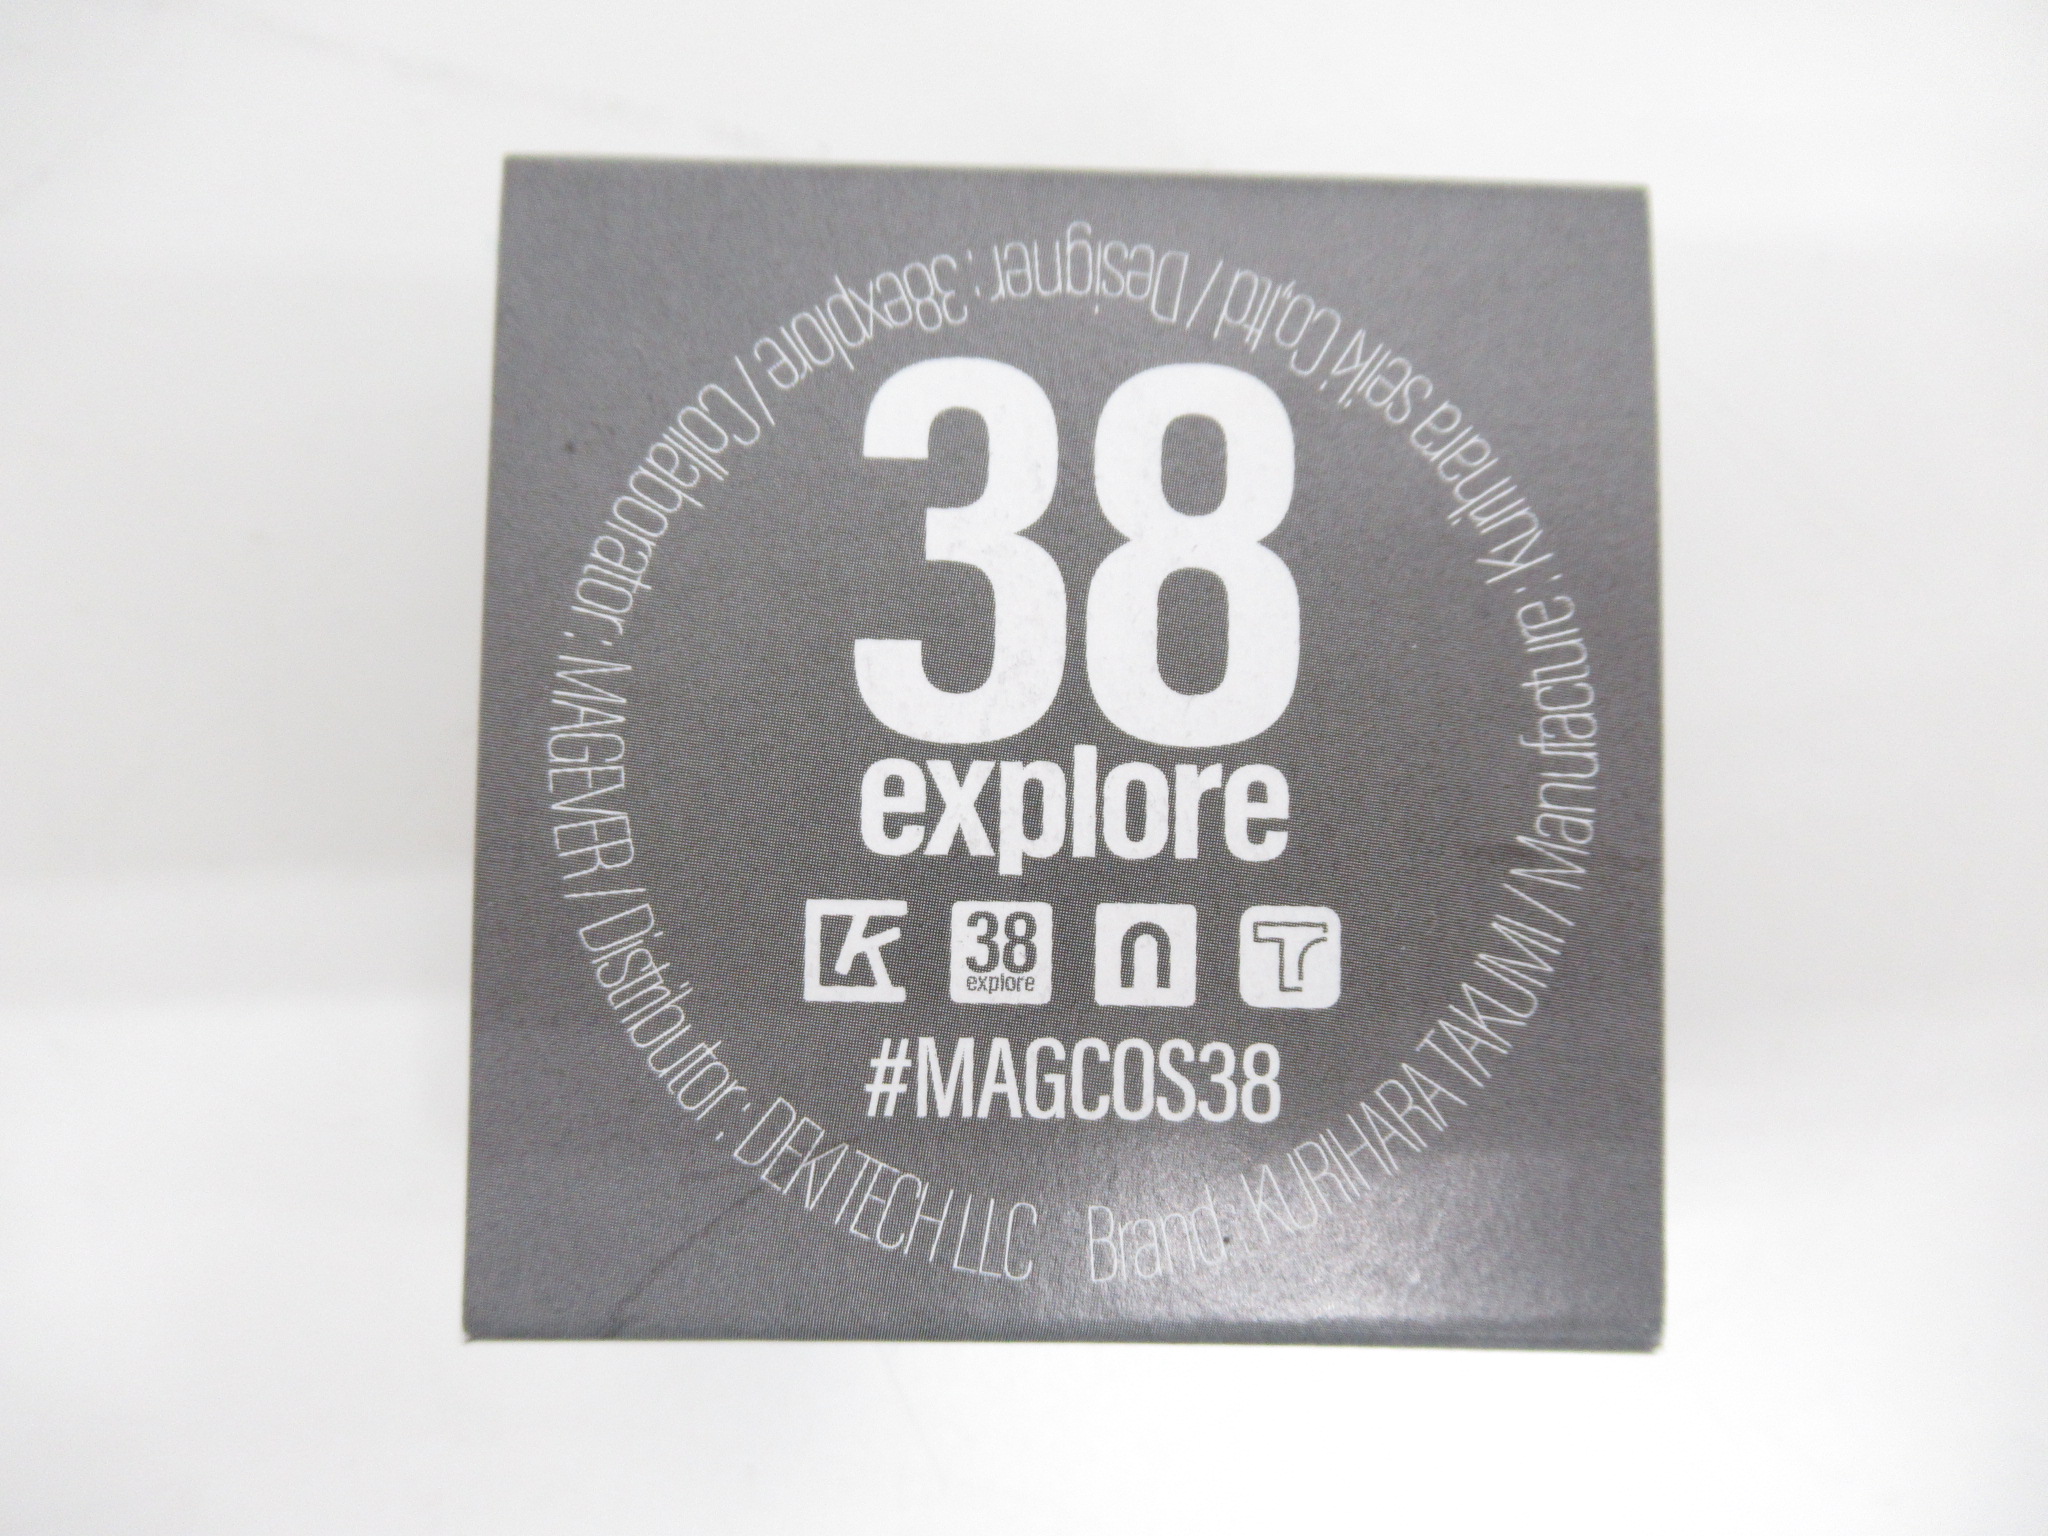 38
explore
K 38 explore T
#MAGCOS38
Brand: KURIHARA TAKUMI / Manufacture : Kurihara seiki Co,.ltd / Designer : 38explore / Collaborator : MAGEVER / Distributor : DEKI TECH LLC